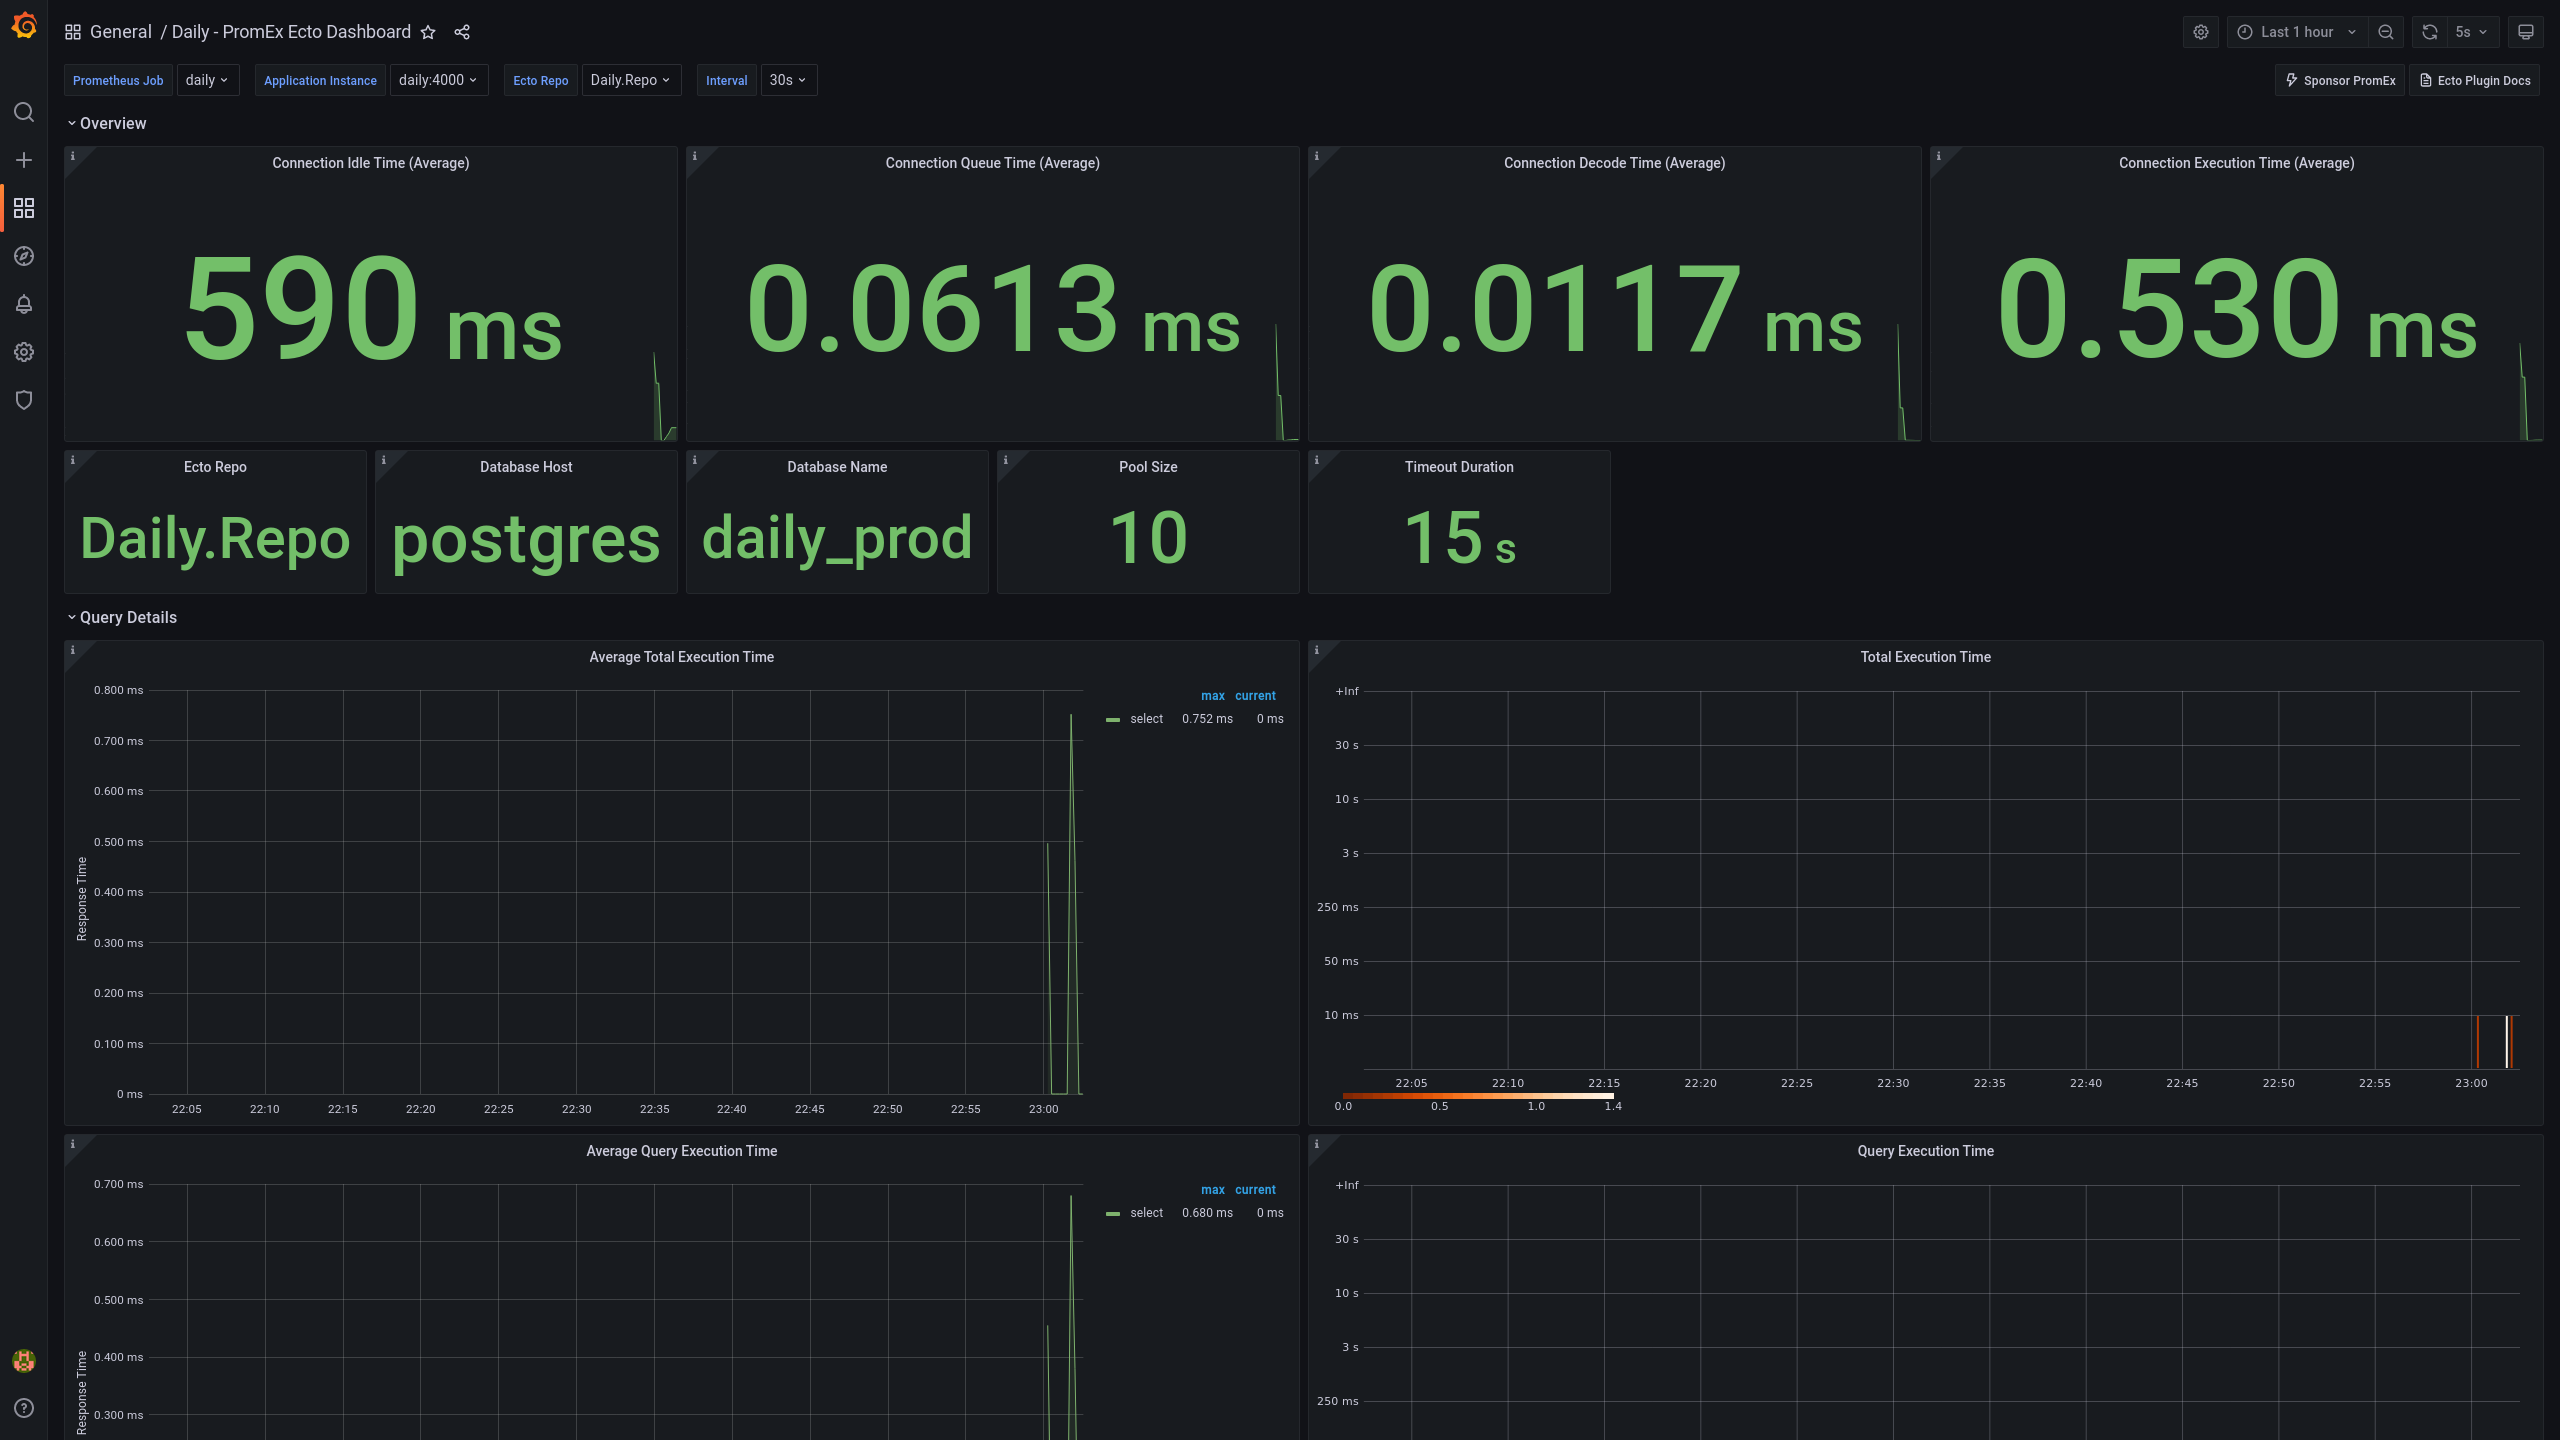 General / Daily - PromEx Ecto Dashboard
Last 1 hour
5s
Prometheus Job daily Application Instance daily:4000 Ecto Repo Daily.Repo Interval 30s
Sponsor PromEx Ecto Plugin Docs
Overview
Connection Idle Time (Average)
590 ms
Connection Queue Time (Average)
0.0613 ms
Connection Decode Time (Average)
0.0117 ms
Connection Execution Time (Average)
0.530 ms
Ecto Repo
Daily.Repo
Database Host
postgres
Database Name
daily_prod
Pool Size
10
Timeout Duration
15 s
Query Details
Average Total Execution Time
Response Time
0.800 ms
0.700 ms
0.600 ms
0.500 ms
0.400 ms
0.300 ms
0.200 ms
0.100 ms
0 ms
22:05 22:10 22:15 22:20 22:25 22:30 22:35 22:40 22:45 22:50 22:55 23:00
max current
select 0.752 ms 0 ms
Total Execution Time
+Inf
30 s
10 s
3 s
250 ms
50 ms
10 ms
22:05 22:10 22:15 22:20 22:25 22:30 22:35 22:40 22:45 22:50 22:55 23:00
0.0 0.5 1.0 1.4
Average Query Execution Time
Response Time
0.700 ms
0.600 ms
0.500 ms
0.400 ms
0.300 ms
max current
select 0.680 ms 0 ms
Query Execution Time
+Inf
30 s
10 s
3 s
250 ms